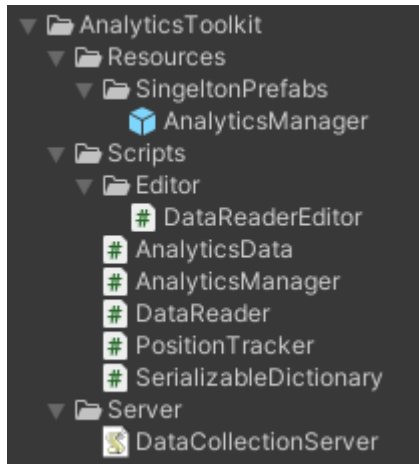 AnalyticsToolkit
Resources
SingeltonPrefabs
AnalyticsManager
Scripts
Editor
# DataReaderEditor
# AnalyticsData
# AnalyticsManager
# DataReader
# PositionTracker
# SerializableDictionary
Server
DataCollectionServer